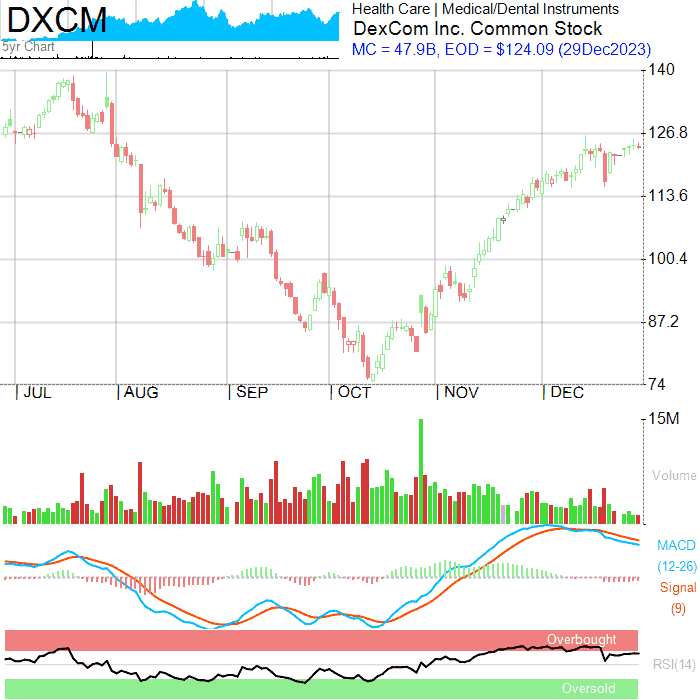 DXCM
5yr Chart
Health Care | Medical/Dental Instruments
DexCom Inc. Common Stock
MC = 47.9B, EOD = $124.09 (29Dec2023)
140
126.8
113.6
100.4
87.2
74
JUL AUG SEP OCT NOV DEC
15M
Volume
MACD
(12-26)
Signal
(9)
Overbought
RSI(14)
Oversold